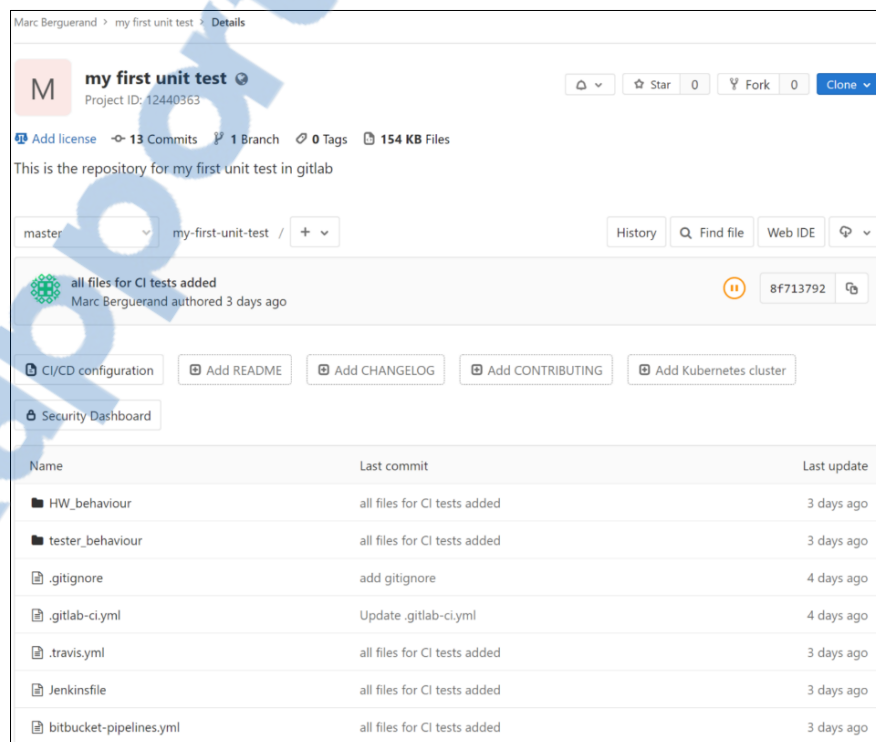 Marc Berguerand > my first unit test > Details
M
my first unit test
Project ID: 12440363
Star 0 Fork 0 Clone
Add license 13 Commits 1 Branch 0 Tags 154 KB Files
This is the repository for my first unit test in gitlab
master my-first-unit-test / + History Find file Web IDE
all files for CI tests added
Marc Berguerand authored 3 days ago
8f713792
CI/CD configuration Add README Add CHANGELOG Add CONTRIBUTING Add Kubernetes cluster
Security Dashboard
Name Last commit Last update
HW_behaviour all files for CI tests added 3 days ago
tester_behaviour all files for CI tests added 3 days ago
.gitignore add gitignore 4 days ago
.gitlab-ci.yml Update .gitlab-ci.yml 4 days ago
.travis.yml all files for CI tests added 3 days ago
Jenkinsfile all files for CI tests added 3 days ago
bitbucket-pipelines.yml all files for CI tests added 3 days ago